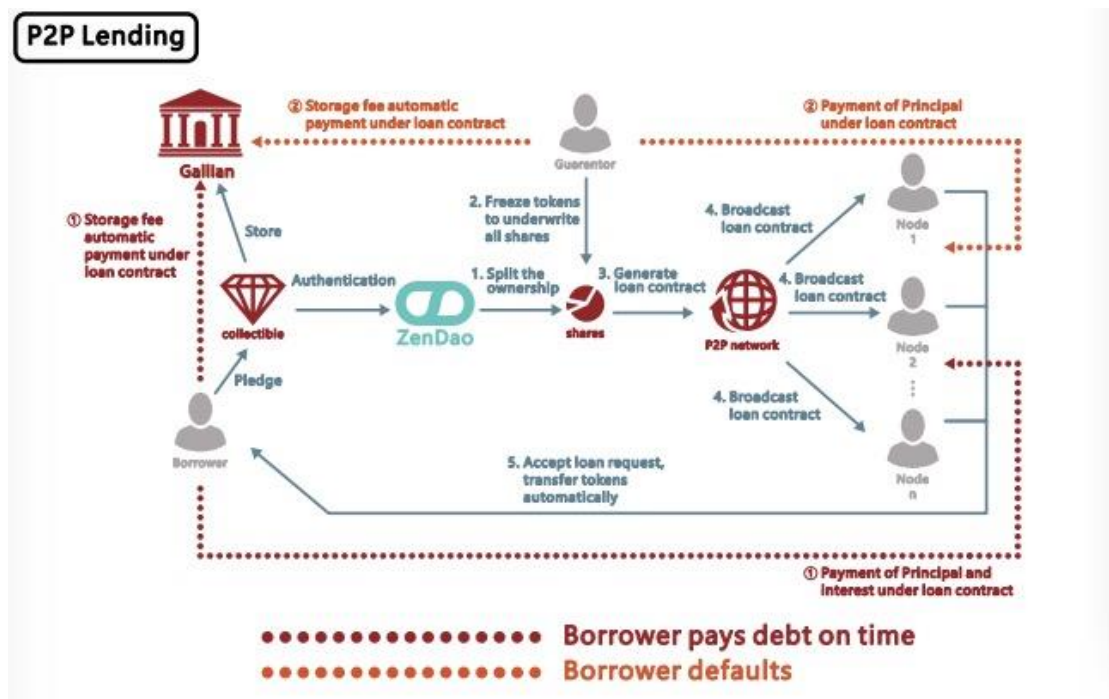 P2P Lending
② Storage fee automatic
payment under loan contract
② Payment of Principal
under loan contract
Gallian
Guarentor
① Storage fee
automatic
payment under
loan contract
Store
2. Freeze tokens
to underwrite
all shares
4. Broadcast
loan contract
Node
1
Authentication
1. Split the
ownership
3. Generate
loan contract
4. Broadcast
loan contract
collectible
ZenDao
shares
P2P network
Node
2
⋮
Pledge
4. Broadcast
loan contract
Borrower
Node
n
5. Accept loan request,
transfer tokens
automatically
① Payment of Principal and
Interest under loan contract
Borrower pays debt on time
Borrower defaults